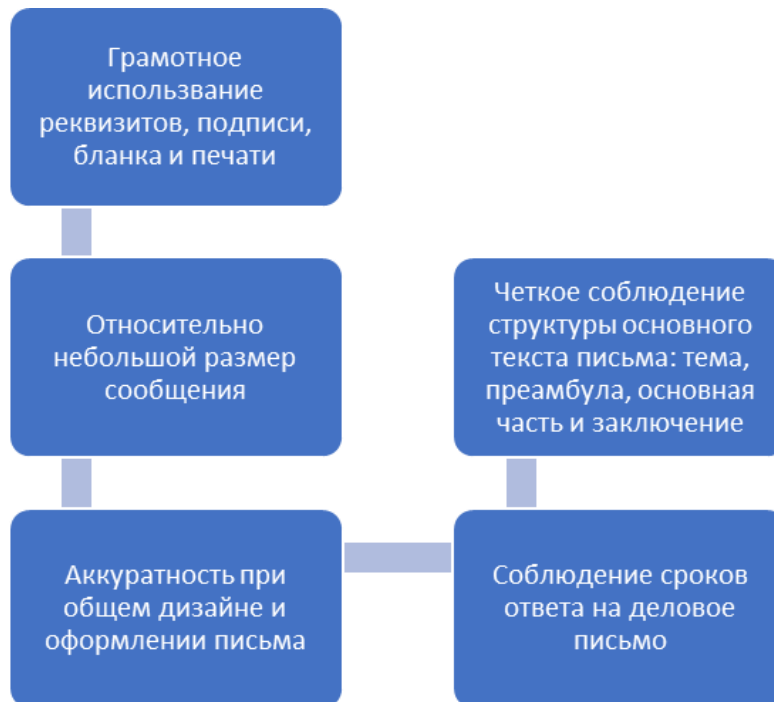 Грамотное
использвание
реквизитов, подписи,
бланка и печати
Относительно
небольшой размер
сообщения
Аккуратность при
общем дизайне и
оформлении письма
Соблюдение сроков
ответа на деловое
письмо
Четкое соблюдение
структуры основного
текста письма: тема,
преамбула, основная
часть и заключение